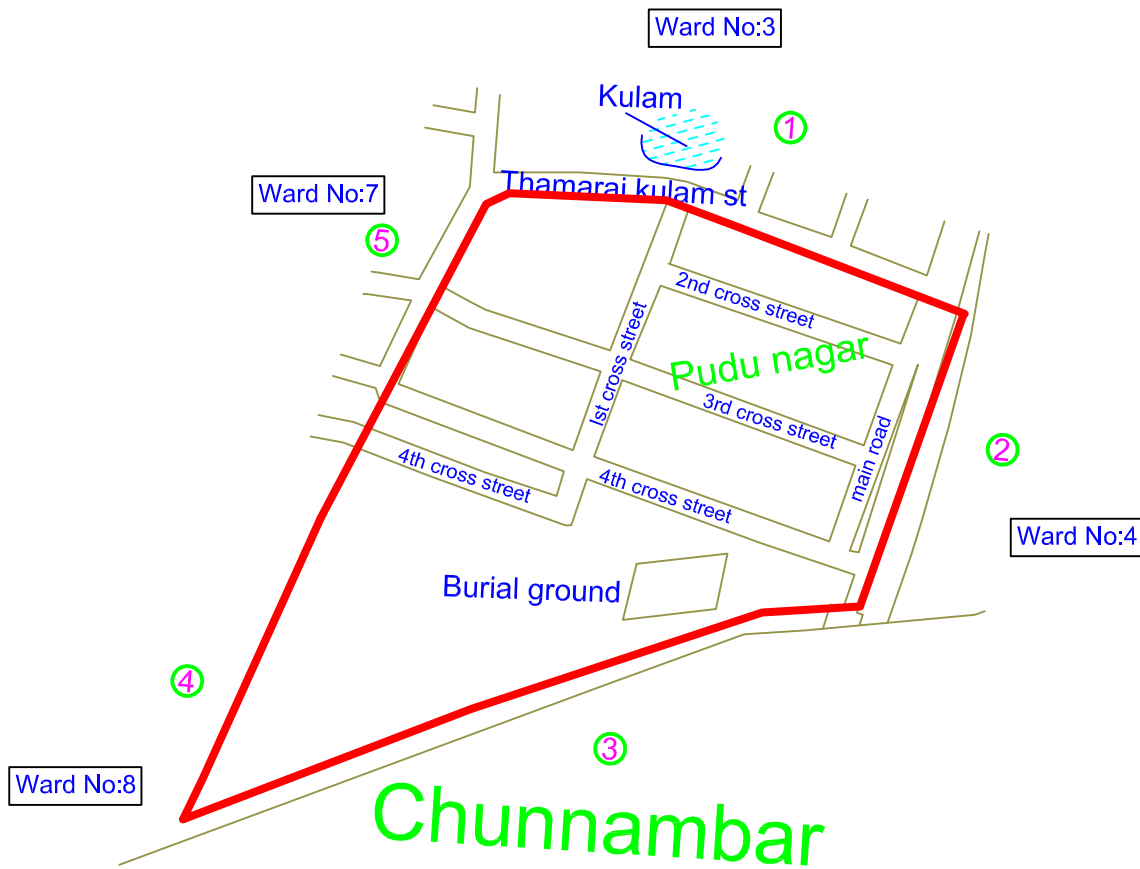 Ward No:3
Kulam
1
Thamarai kulam st
Ward No:7
5
2nd cross street
Pudu nagar
Ist cross street
3rd cross street
main road
2
4th cross street
4th cross street
Ward No:4
Burial ground
4
3
Ward No:8
Chunnambar